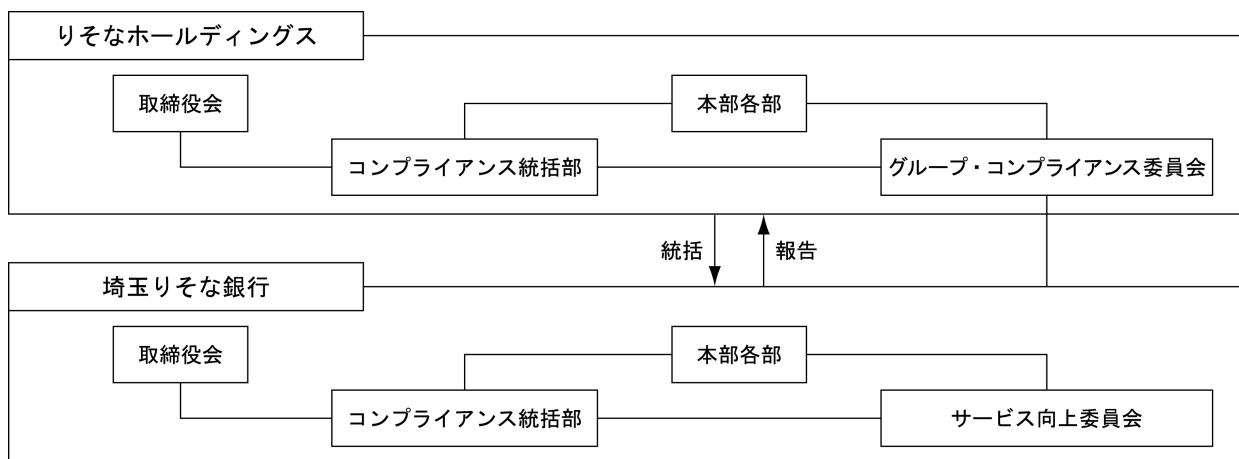 りそなホールディングス
取締役会
本部各部
コンプライアンス統括部
グループ・コンプライアンス委員会
統括
報告
埼玉りそな銀行
取締役会
本部各部
コンプライアンス統括部
サービス向上委員会